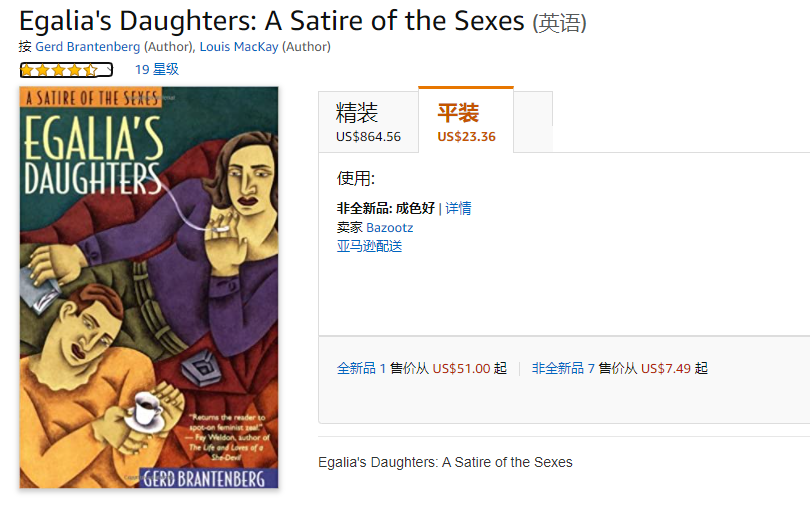 Egalia's Daughters: A Satire of the Sexes (英语)
按 Gerd Brantenberg (Author), Louis MacKay (Author)
19 星级
A SATIRE OF THE SEXES
EGALIA'S
DAUGHTERS
"Returns the reader to
spot-on feminist zeal."
— Fay Weldon, author of
The Life and Loves of a
She-Devil
GERD BRANTENBERG
精装
US$864.56
平装
US$23.36
使用:
非全新品: 成色好 | 详情
卖家 Bazootz
亚马逊配送
全新品 1 售价从 US$51.00 起
非全新品 7 售价从 US$7.49 起
Egalia's Daughters: A Satire of the Sexes